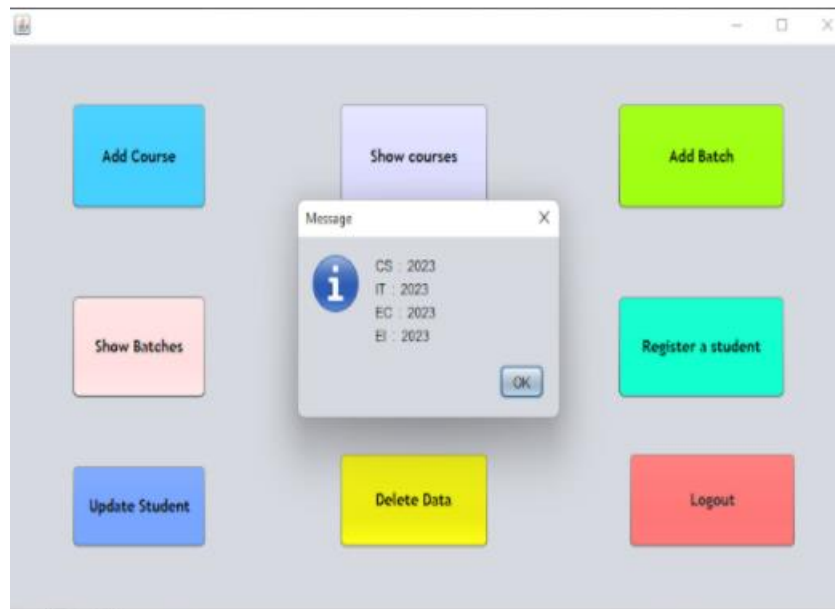 Add Course
Show courses
Add Batch
Message
CS : 2023
IT : 2023
EC : 2023
EI : 2023
OK
Show Batches
Register a student
Update Student
Delete Data
Logout